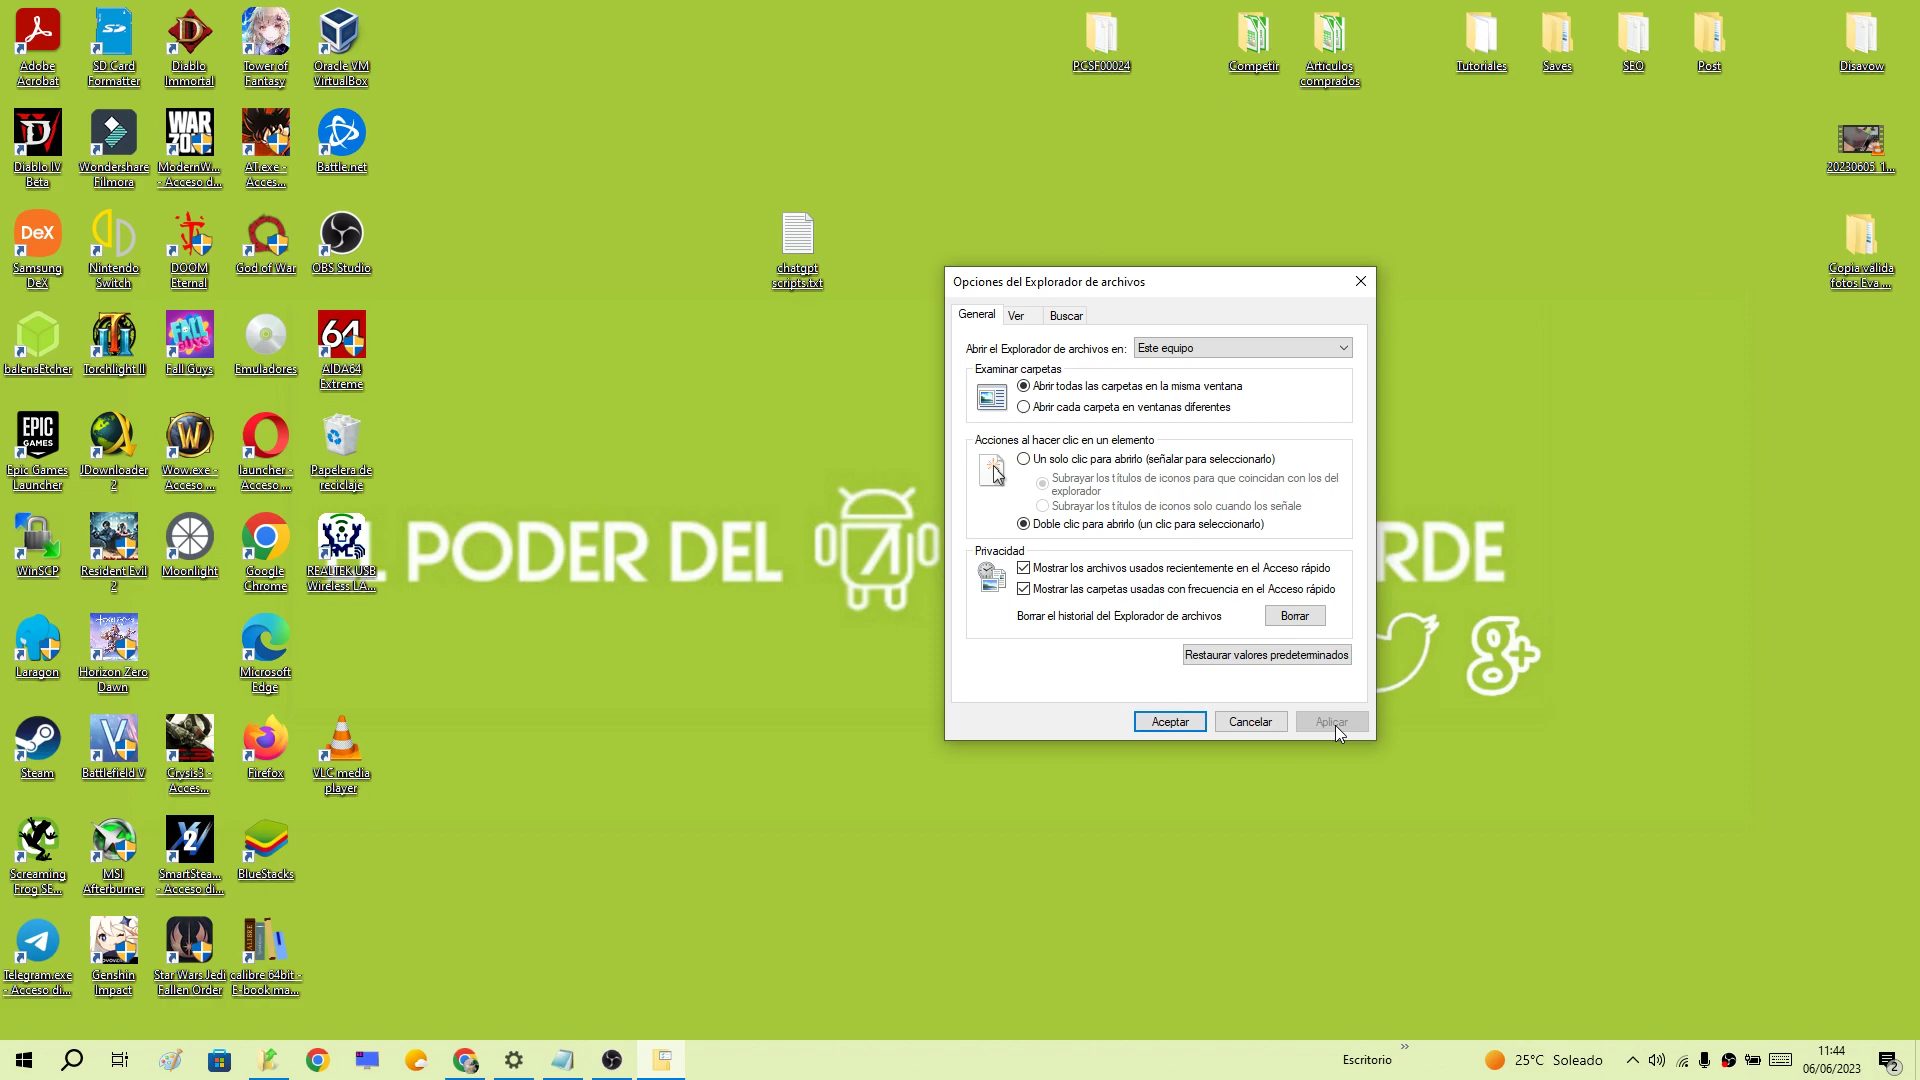 Adobe
Acrobat
SD Card
Formatter
Diablo
Immortal
Tower of
Fantasy
Oracle VM
VirtualBox
PCSF00024
Competir
Articulos
comprados
Tutoriales
Saves
SEO
Post
Disavow
Diablo IV
Beta
Wondershare
Filmora
ModernW...
- Acceso d...
AT.exe -
Acces...
Battle.net
20230605_1...
Samsung
DeX
Nintendo
Switch
DOOM
Eternal
God of War
OBS Studio
chatgpt
scripts.txt
Copia válida
fotos Eva ...
balenaEtcher
Torchlight II
Fall Guys
Emuladores
AIDA64
Extreme
Epic Games
Launcher
JDownloader
2
Wow.exe -
Acceso ...
launcher -
Acceso ...
Papelera de
reciclaje
WinSCP
Resident Evil
2
Moonlight
Google
Chrome
REALTEK USB
Wireless LA...
Laragon
Horizon Zero
Dawn
Microsoft
Edge
Steam
Battlefield V
Crysis3 -
Acces...
Firefox
VLC media
player
Screaming
Frog SE...
MSI
Afterburner
SmartStea...
- Acceso di...
BlueStacks
Telegram.exe
- Acceso di...
Genshin
Impact
Star Wars Jedi
Fallen Order
calibre 64bit -
E-book ma...
PODER DEL
RDE
g+
Opciones del Explorador de archivos
General Ver Buscar
Abrir el Explorador de archivos en: Este equipo
Examinar carpetas
Abrir todas las carpetas en la misma ventana
Abrir cada carpeta en ventanas diferentes
Acciones al hacer clic en un elemento
Un solo clic para abrirlo (señalar para seleccionarlo)
Subrayar los títulos de iconos para que coincidan con los del
explorador
Subrayar los títulos de iconos solo cuando los señale
Doble clic para abrirlo (un clic para seleccionarlo)
Privacidad
Mostrar los archivos usados recientemente en el Acceso rápido
Mostrar las carpetas usadas con frecuencia en el Acceso rápido
Borrar el historial del Explorador de archivos Borrar
Restaurar valores predeterminados
Aceptar Cancelar Aplicar
Escritorio
25°C Soleado
11:44
06/06/2023
2